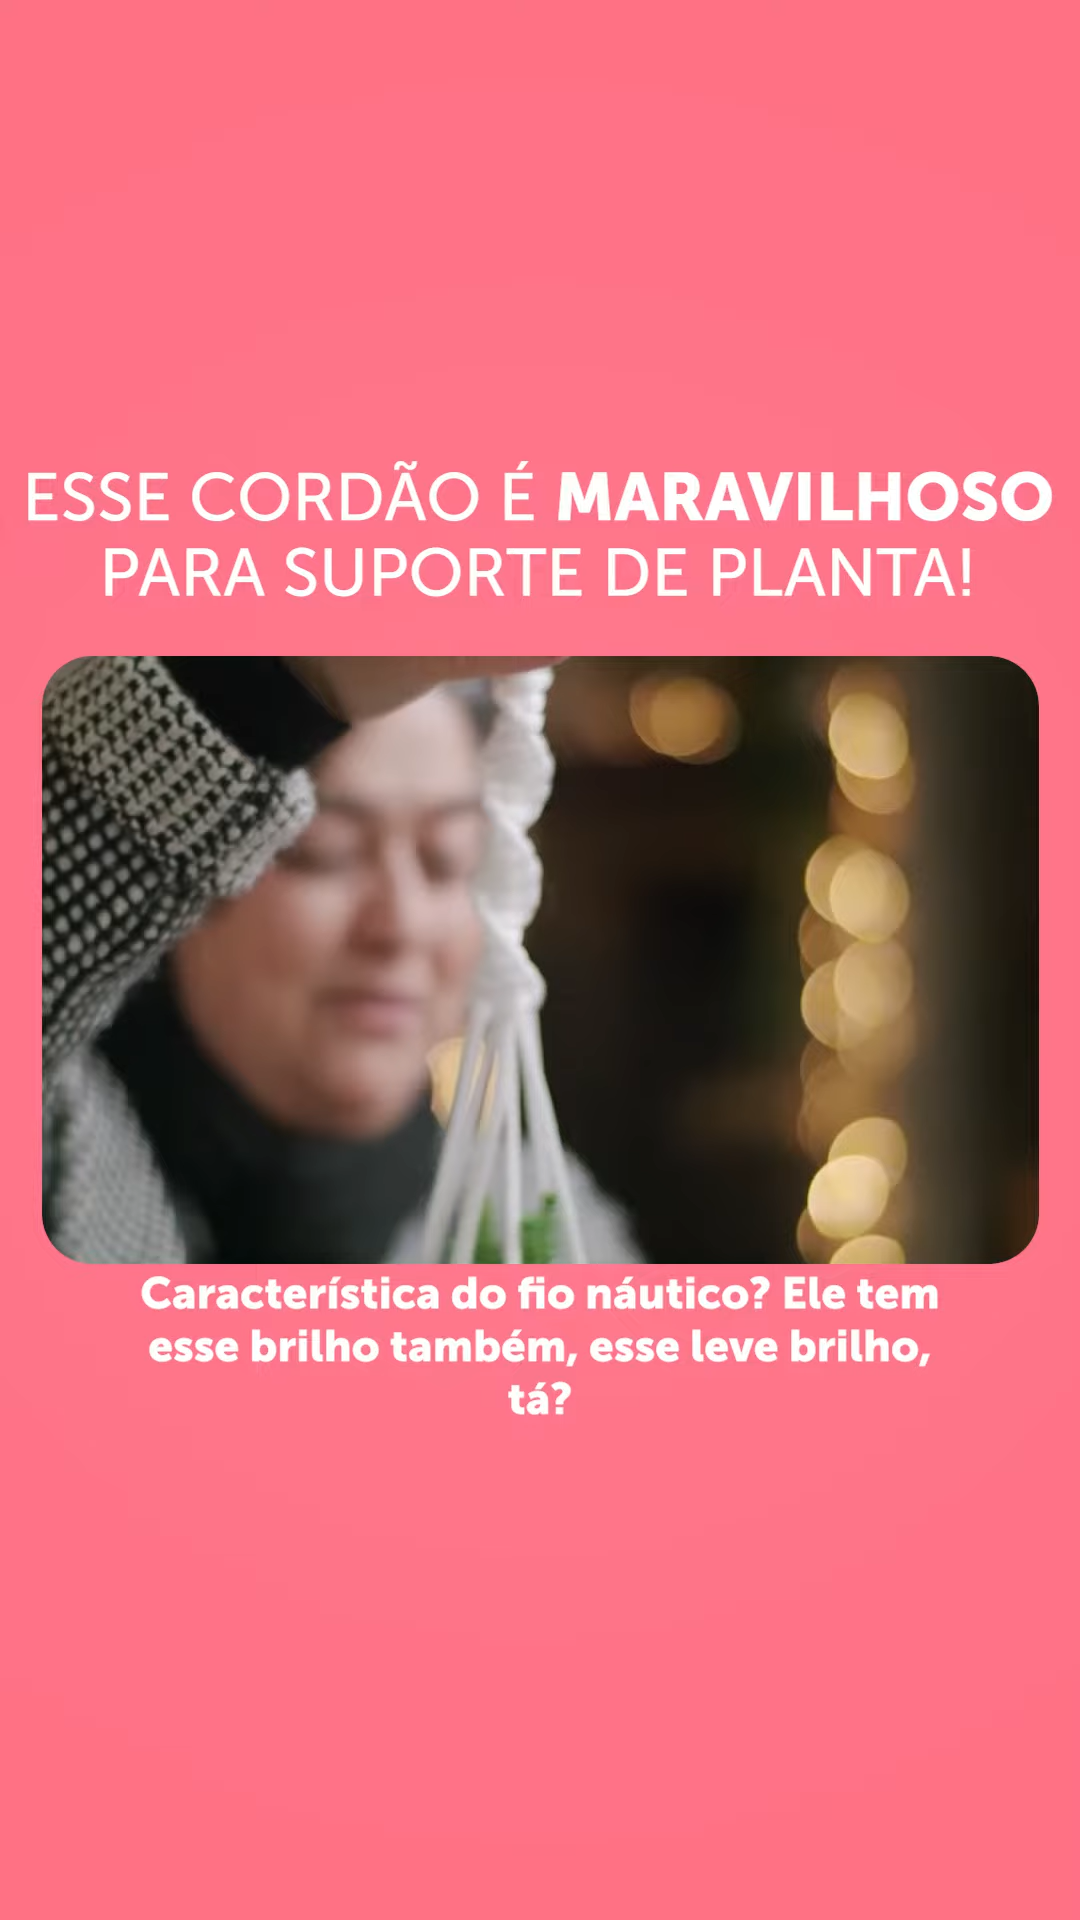 ESSE CORDÃO É MARAVILHOSO
PARA SUPORTE DE PLANTA!
Característica do fio náutico? Ele tem
esse brilho também, esse leve brilho,
tá?